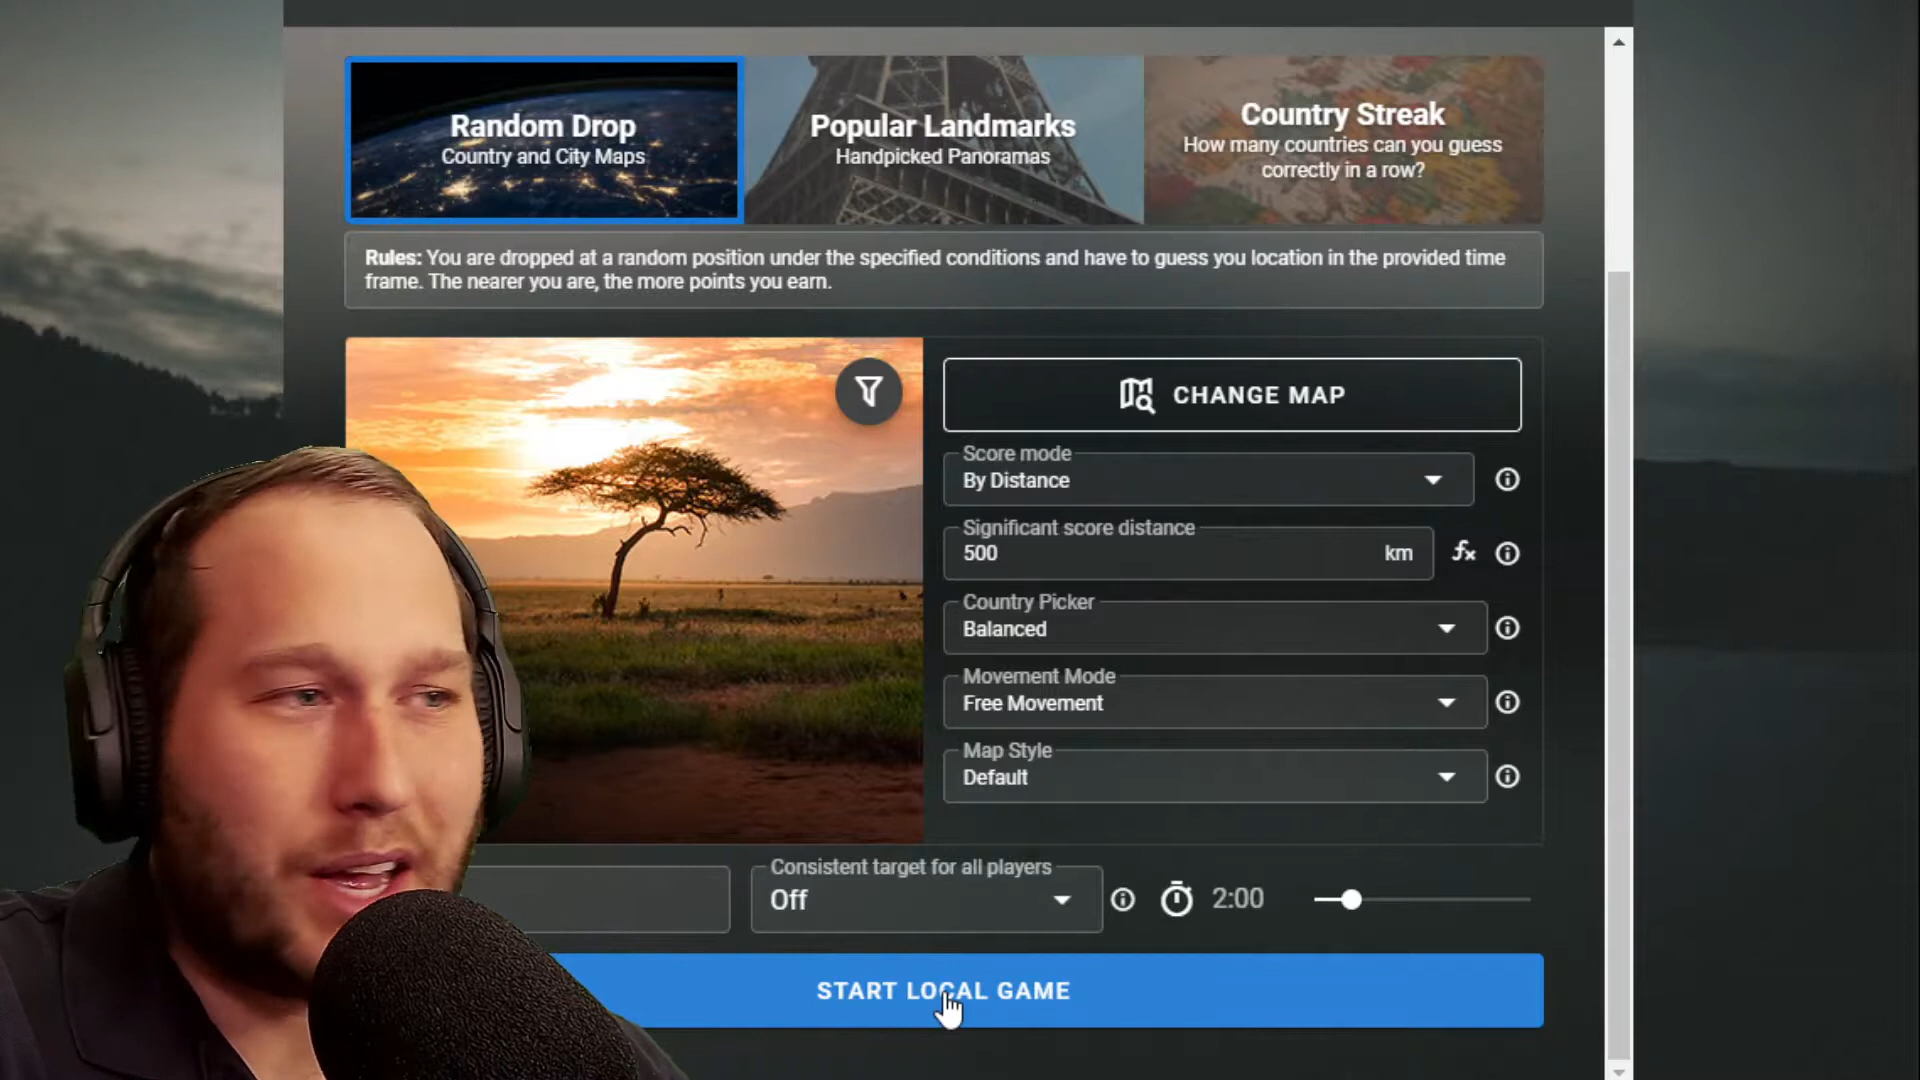 Random Drop
Country and City Maps
Popular Landmarks
Handpicked Panoramas
Country Streak
How many countries can you guess
correctly in a row?
Rules: You are dropped at a random position under the specified conditions and have to guess you location in the provided time
frame. The nearer you are, the more points you earn.
CHANGE MAP
Score mode
By Distance
Significant score distance
500 km
Country Picker
Balanced
Movement Mode
Free Movement
Map Style
Default
Consistent target for all players
Off
2:00
START LOCAL GAME